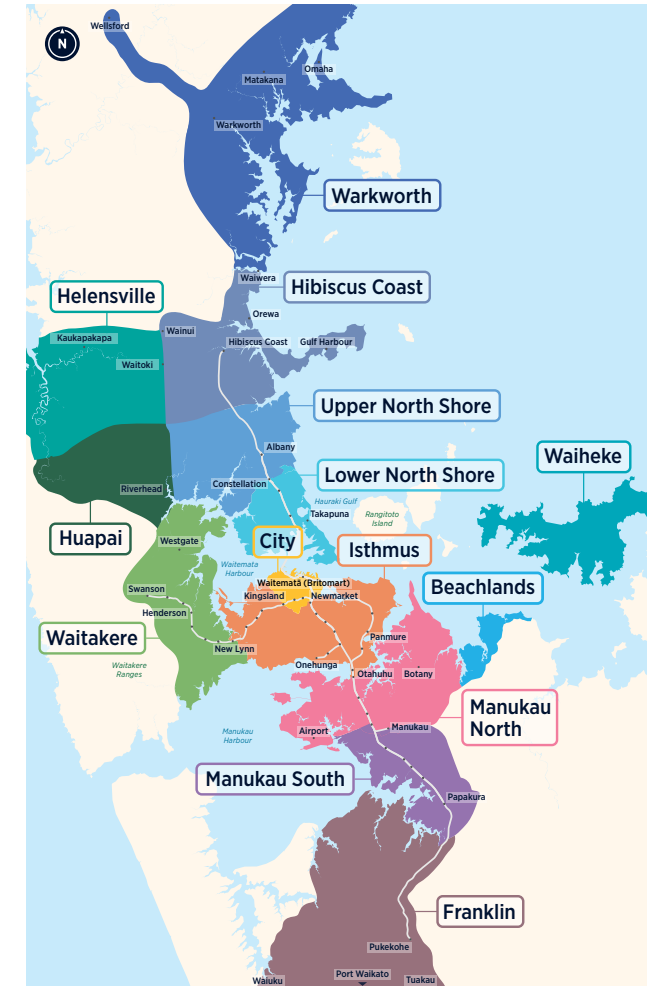 Wellsford
N
Omaha
Matakana
Warkworth
Warkworth
Waiwera
Hibiscus Coast
Helensville
Orewa
Wainui
Kaukapakapa
Hibiscus Coast
Gulf Harbour
Waitoki
Upper North Shore
Albany
Waiheke
Lower North Shore
Constellation
Riverhead
Hauraki Gulf
Takapuna
Rangitoto
Island
Huapai
Westgate
City
Isthmus
Waitemata
Harbour
Waitematā (Britomart)
Beachlands
Swanson
Kingsland
Newmarket
Henderson
Waitakere
Panmure
New Lynn
Onehunga
Waitakere
Ranges
Otahuhu
Botany
Manukau
North
Manukau
Harbour
Airport
Manukau
Manukau South
Papakura
Franklin
Pukekohe
Port Waikato
Waiuku
Tuakau